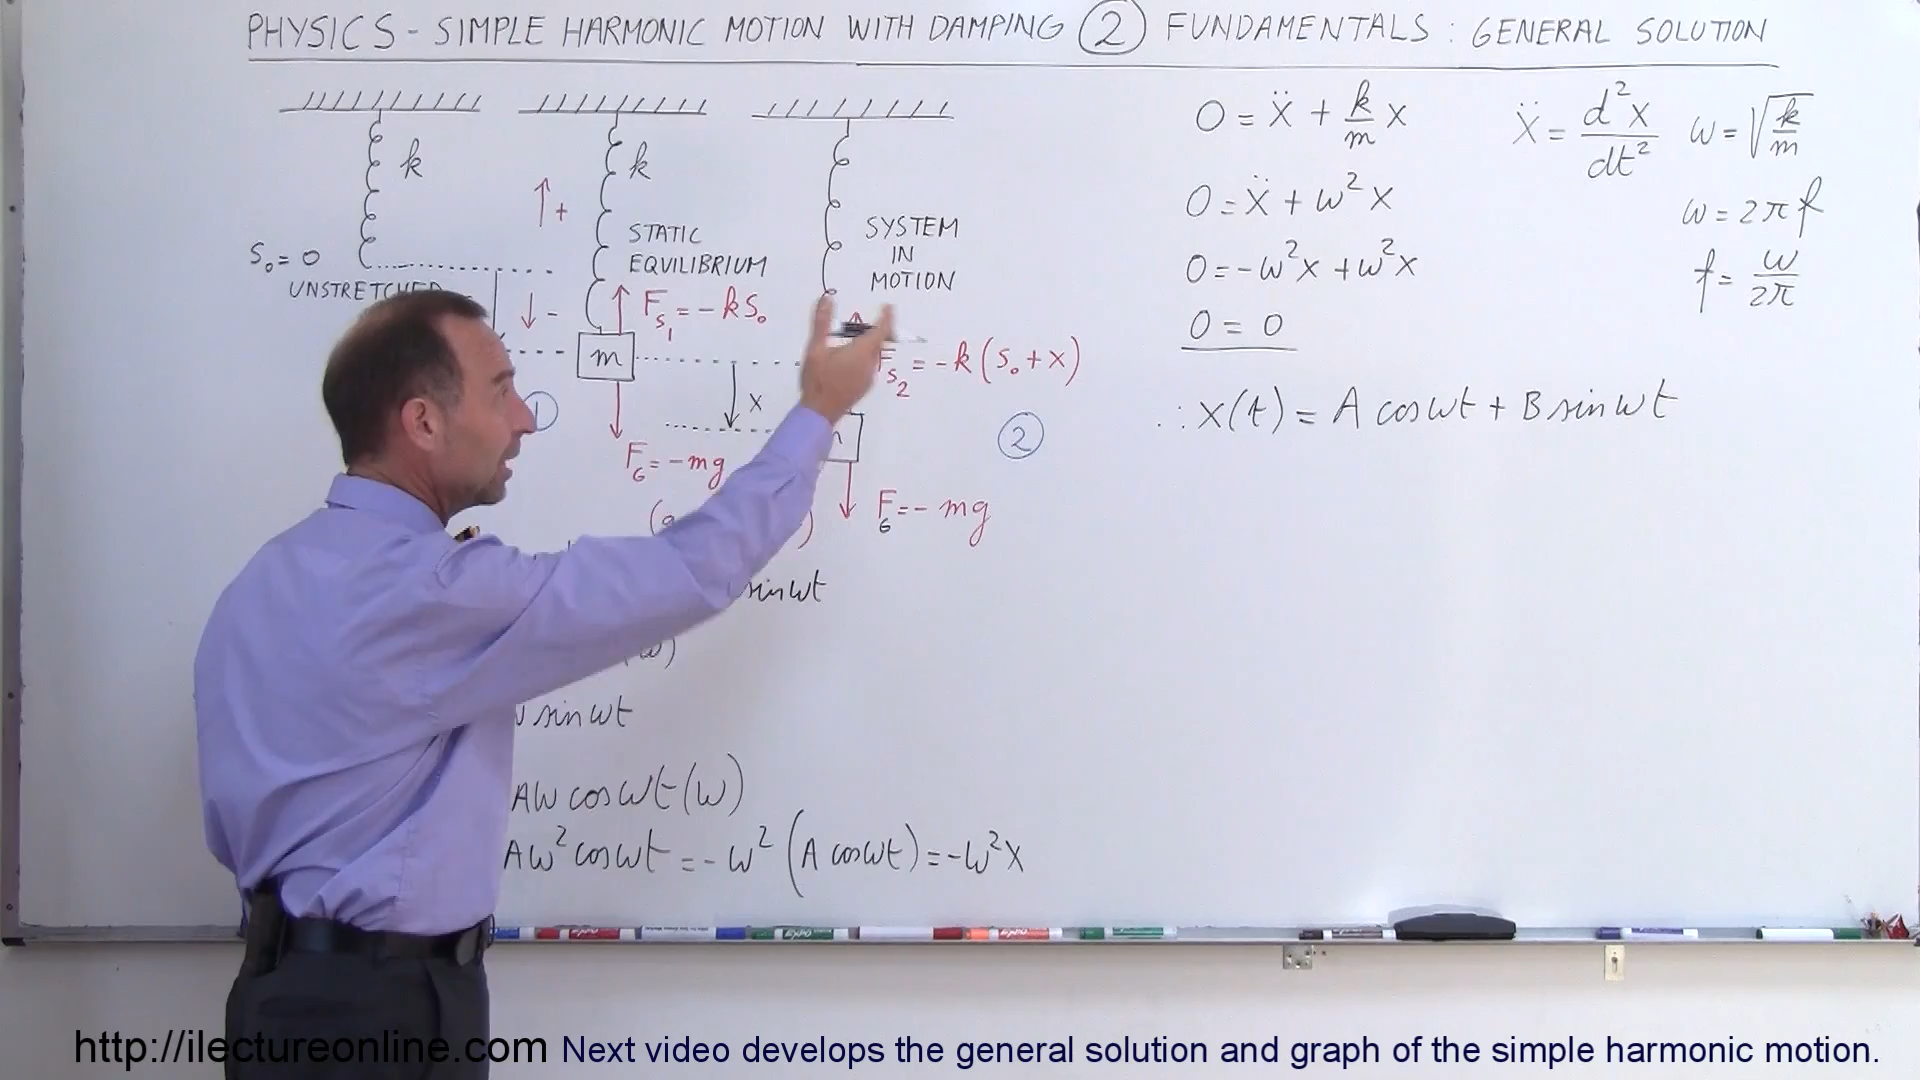 PHYSICS - SIMPLE HARMONIC MOTION WITH DAMPING ② FUNDAMENTALS : GENERAL SOLUTION
k
S₀ = 0
UNSTRETCHED
-
+
k
STATIC
EQUILIBRIUM
F_S₁ = -kS₀
m
①
F_G = -mg
x
SYSTEM
IN
MOTION
F_S₂ = -k(S₀ + x)
②
F_G = -mg
sin ωt
sin ωt
Aω cos ωt (ω)
Aω² cos ωt = -ω² (A cos ωt) = -ω²x
0 = ẍ + k/m x
0 = ẍ + ω²x
0 = -ω²x + ω²x
0 = 0
∴ x(t) = A cos ωt + B sin ωt
ẍ = d²x/dt²
ω = √(k/m)
ω = 2πf
f = ω/2π
http://ilectureonline.com Next video develops the general solution and graph of the simple harmonic motion.